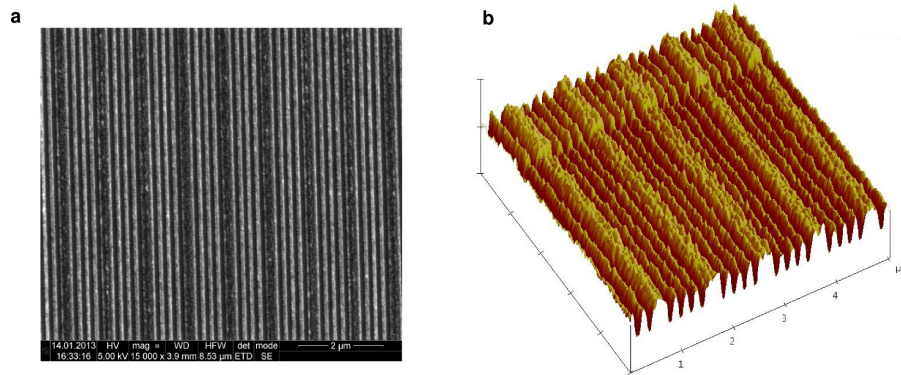 a
b
14.01.2013 HV mag WD HFW det mode 2 µm
16:33:16 5.00 kV 15 000 x 3.9 mm 8.53 µm ETD SE
1
2
3
4
µ